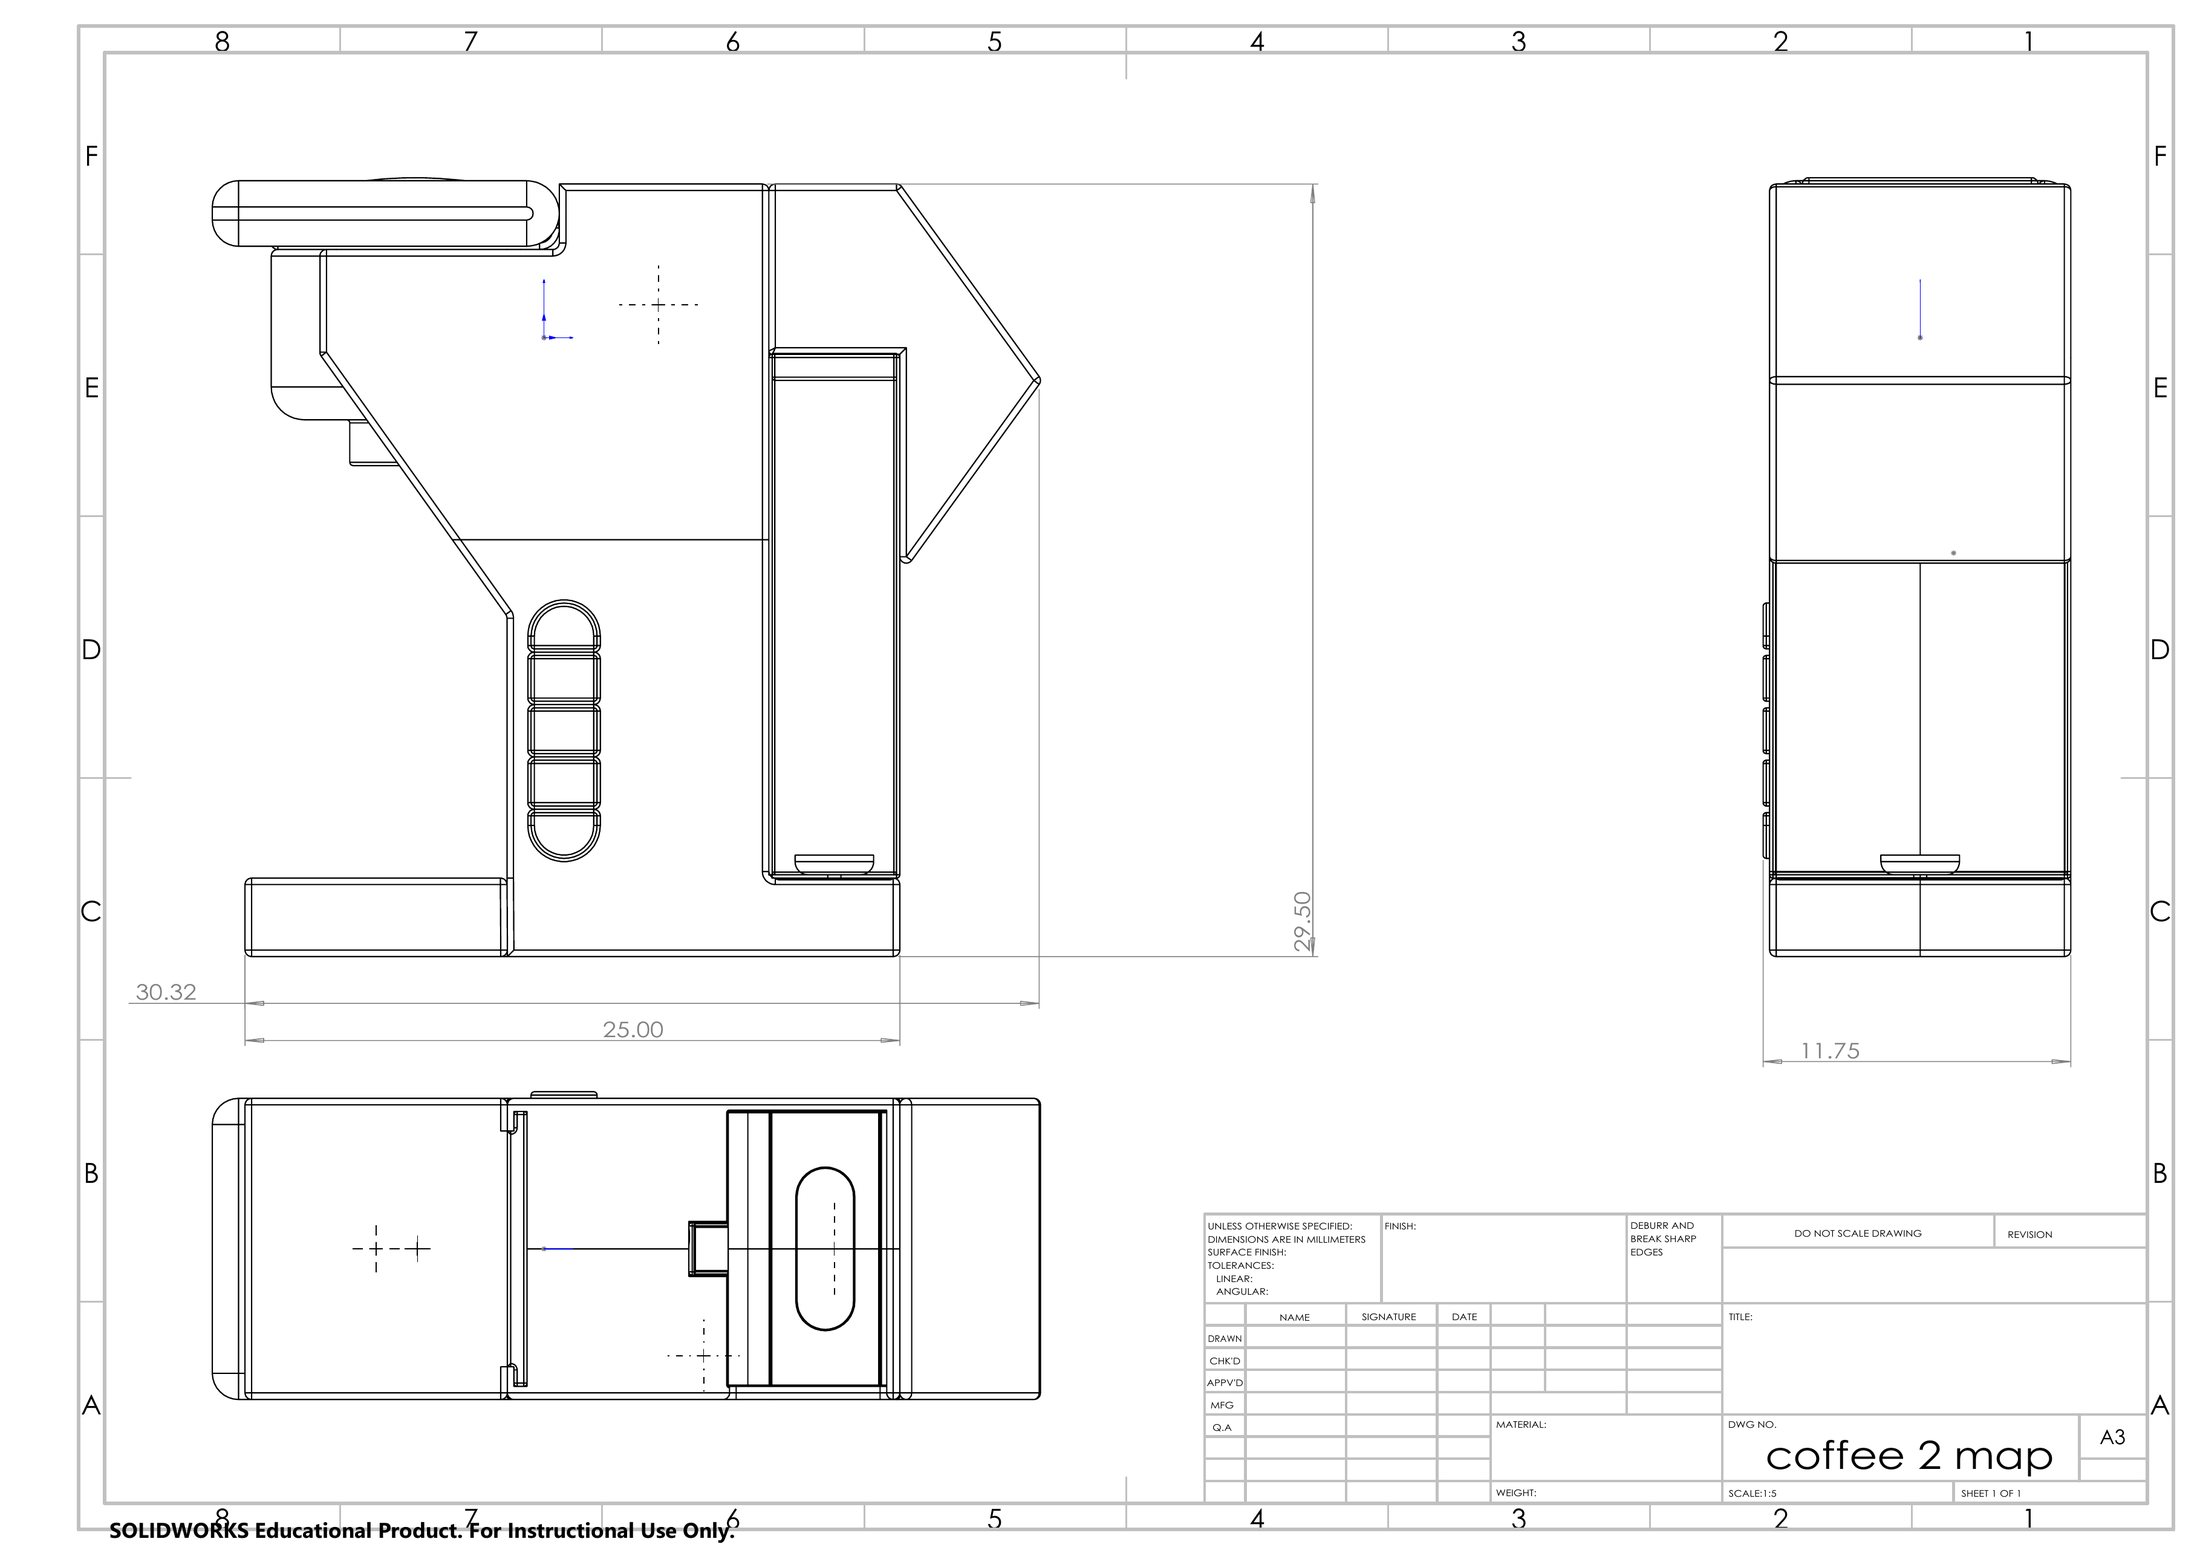 8 7 6 5 4 3 2 1
F F
E E
D D
C C
B B
A A
29.50
30.32
25.00
11.75
UNLESS OTHERWISE SPECIFIED:
DIMENSIONS ARE IN MILLIMETERS
SURFACE FINISH:
TOLERANCES:
LINEAR:
ANGULAR:
FINISH:
DEBURR AND
BREAK SHARP
EDGES
DO NOT SCALE DRAWING
REVISION
NAME SIGNATURE DATE
TITLE:
DRAWN
CHK'D
APPV'D
MFG
Q.A
MATERIAL:
DWG NO.
coffee 2 map
A3
WEIGHT:
SCALE:1:5
SHEET 1 OF 1
8 7 6 5 4 3 2 1
SOLIDWORKS Educational Product. For Instructional Use Only.